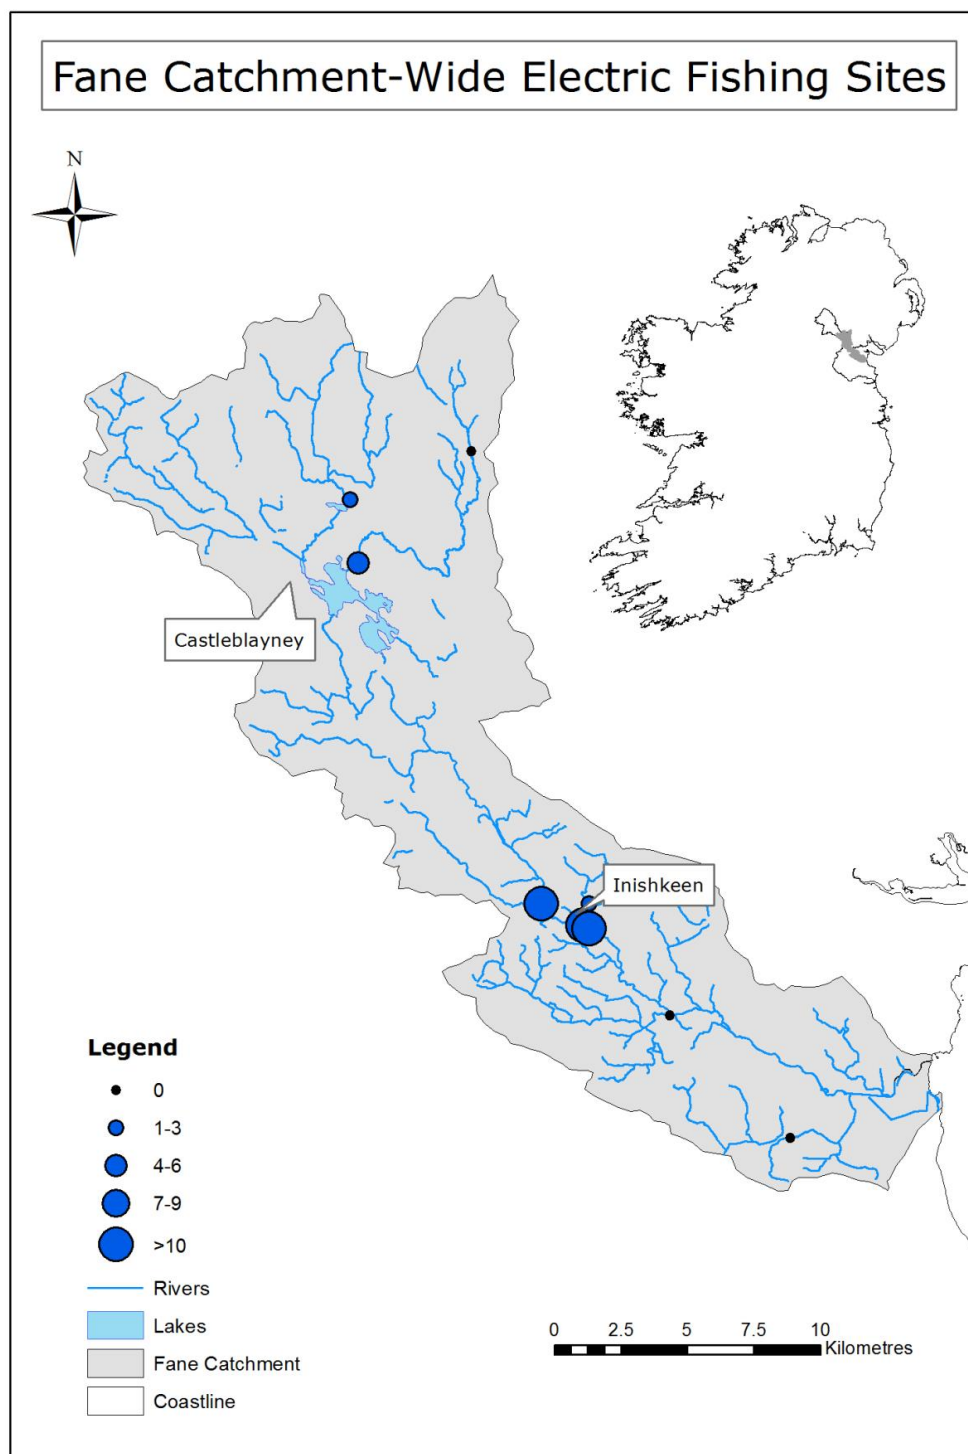 Fane Catchment-Wide Electric Fishing Sites
N
Castleblayney
Inishkeen
Legend
0
1-3
4-6
7-9
>10
Rivers
Lakes
Fane Catchment
Coastline
0 2.5 5 7.5 10
Kilometres